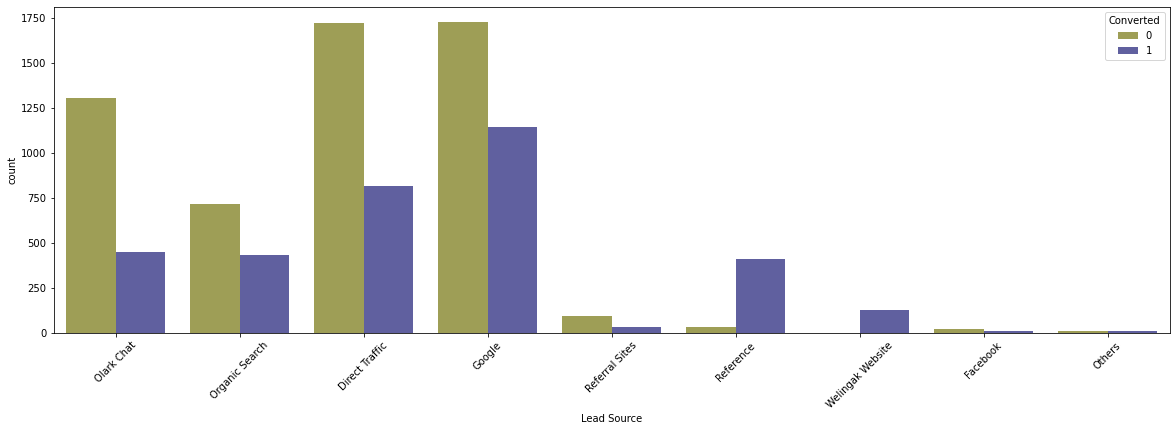 1750
1500
1250
1000
750
500
250
0
count
Converted
0
1
Olark Chat
Organic Search
Direct Traffic
Google
Referral Sites
Reference
Welingak Website
Facebook
Others
Lead Source